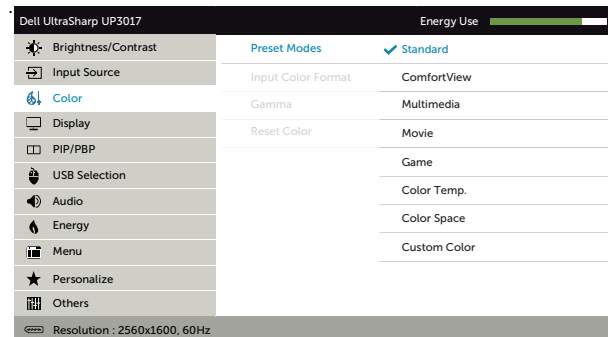 Dell UltraSharp UP3017 Energy Use
Brightness/Contrast Preset Modes Standard
Input Source Input Color Format ComfortView
Color Gamma Multimedia
Display Reset Color Movie
PIP/PBP Game
USB Selection Color Temp.
Audio Color Space
Energy Custom Color
Menu
Personalize
Others
Resolution : 2560x1600, 60Hz